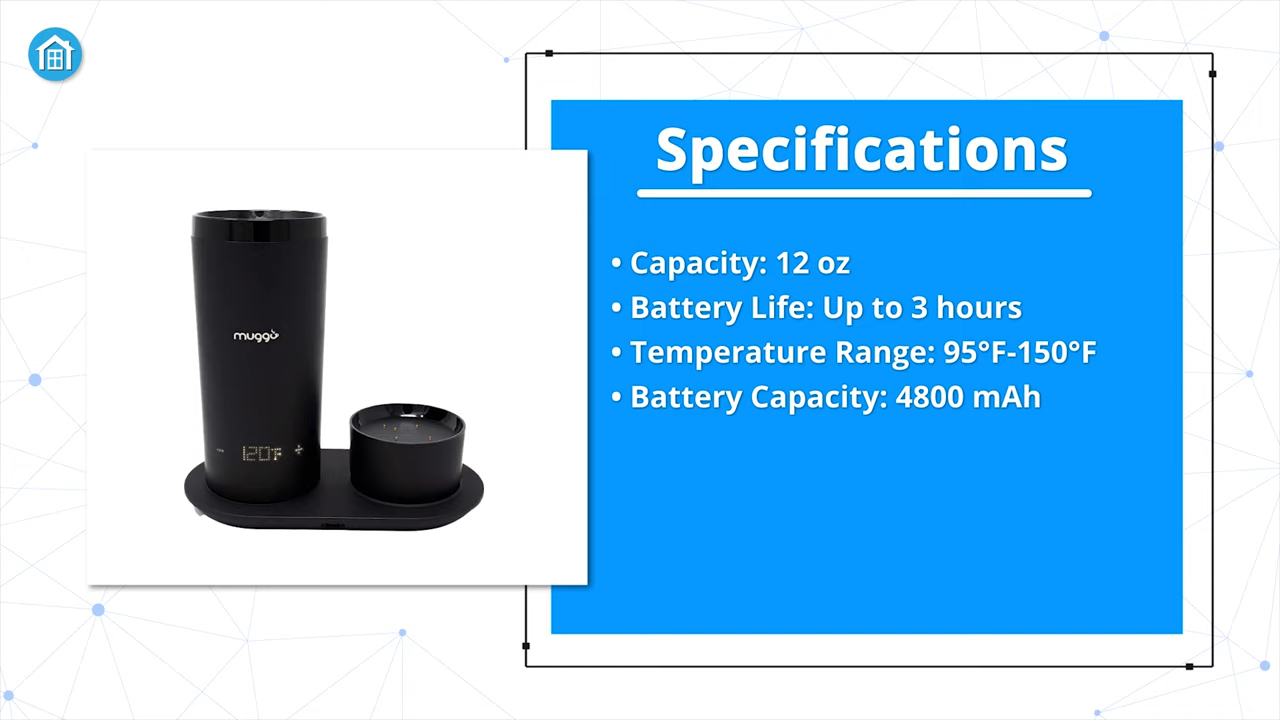 Specifications
• Capacity: 12 oz
• Battery Life: Up to 3 hours
• Temperature Range: 95°F-150°F
• Battery Capacity: 4800 mAh
muggo
120°F